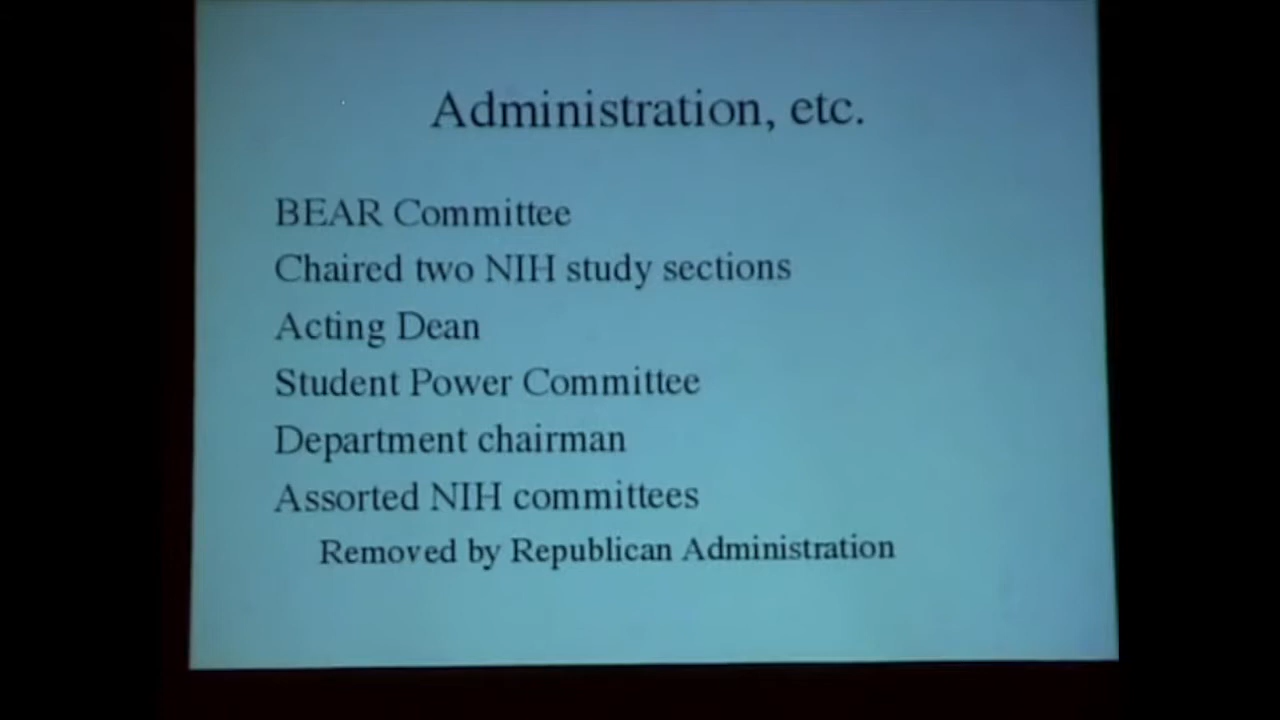 Administration, etc.
BEAR Committee
Chaired two NIH study sections
Acting Dean
Student Power Committee
Department chairman
Assorted NIH committees
Removed by Republican Administration